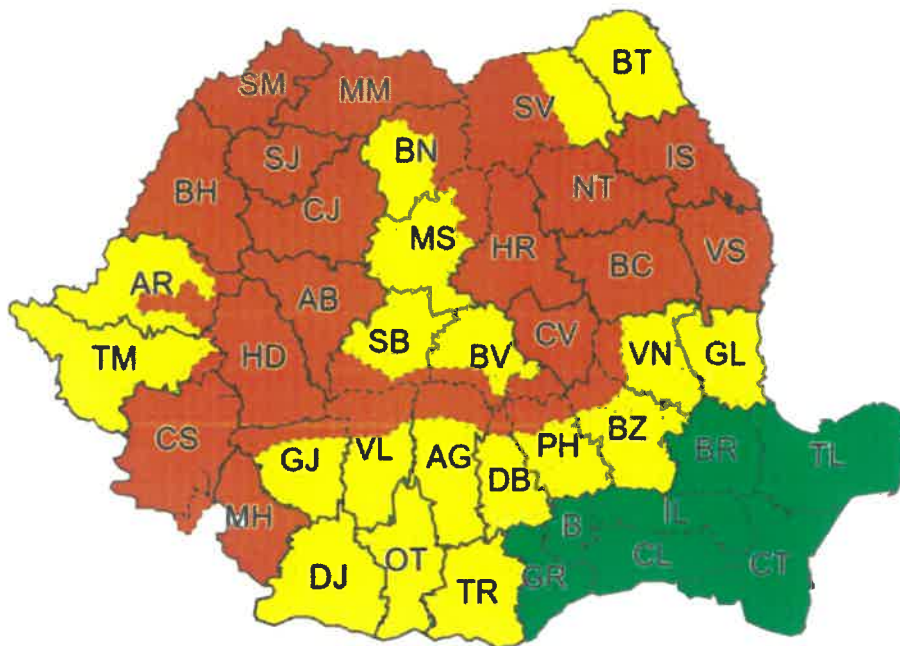 BT
SM
MM
SV
SJ
BN
IS
BH
NT
CJ
MS
HR
BC
VS
AR
AB
SB
BV
CV
TM
HD
VN
GL
CS
GJ
VL
AG
DB
PH
BZ
BR
TL
MH
OT
B
IL
DJ
TR
GR
CL
CT